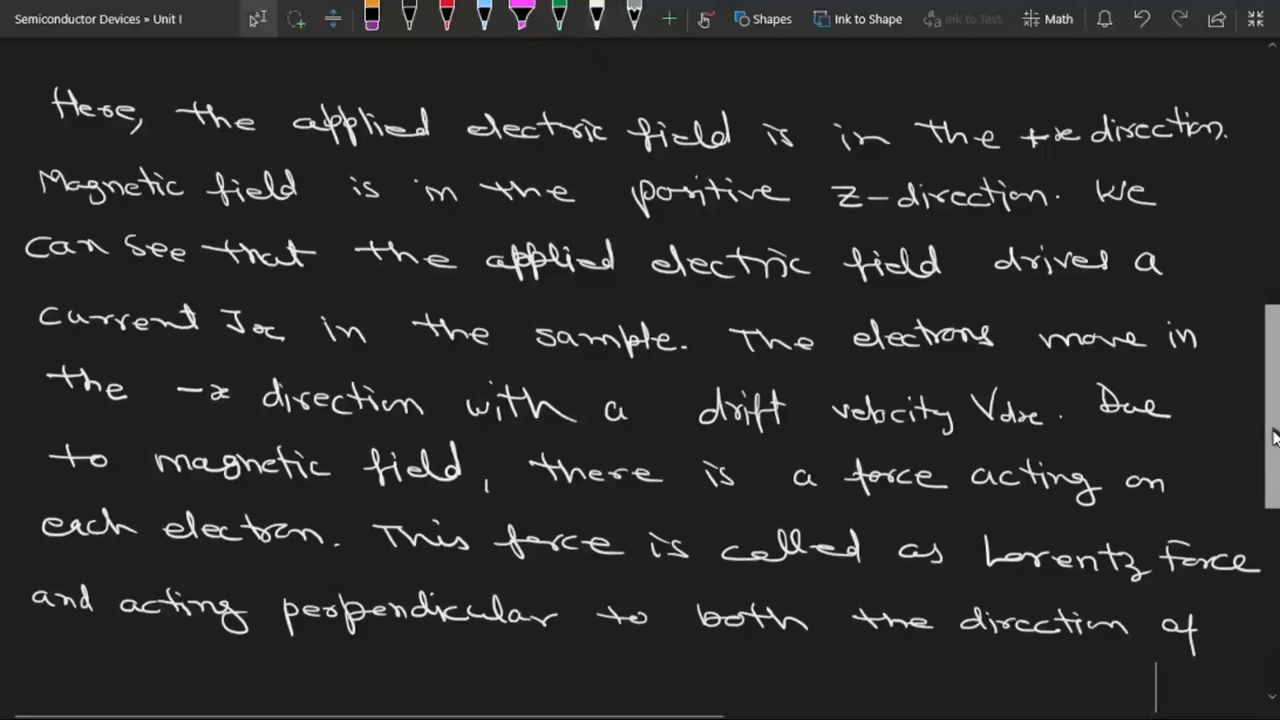 Semiconductor Devices » Unit I
Shapes
Ink to Shape
Ink to Text
Math
Here, the applied electric field is in the +x direction.
Magnetic field is in the positive z-direction. We
can see that the applied electric field drives a
current Jx in the sample. The electrons move in
the -x direction with a drift velocity Vdx. Due
to magnetic field, there is a force acting on
each electron. This force is called as Lorentz Force
and acting perpendicular to both the direction of